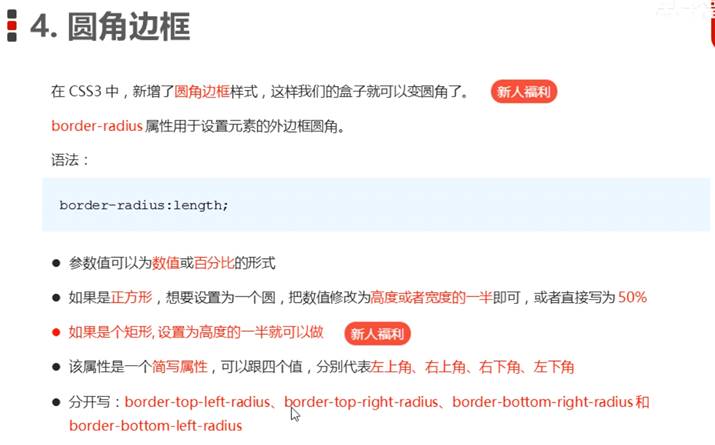 4. 圆角边框
在 CSS3 中，新增了圆角边框样式，这样我们的盒子就可以变圆角了。 新人福利
border-radius 属性用于设置元素的外边框圆角。
语法：
border-radius:length;
● 参数值可以为数值或百分比的形式
● 如果是正方形，想要设置为一个圆，把数值修改为高度或者宽度的一半即可，或者直接写为 50%
● 如果是个矩形, 设置为高度的一半就可以做 新人福利
● 该属性是一个简写属性，可以跟四个值，分别代表左上角、右上角、右下角、左下角
● 分开写：border-top-left-radius、border-top-right-radius、border-bottom-right-radius 和
border-bottom-left-radius